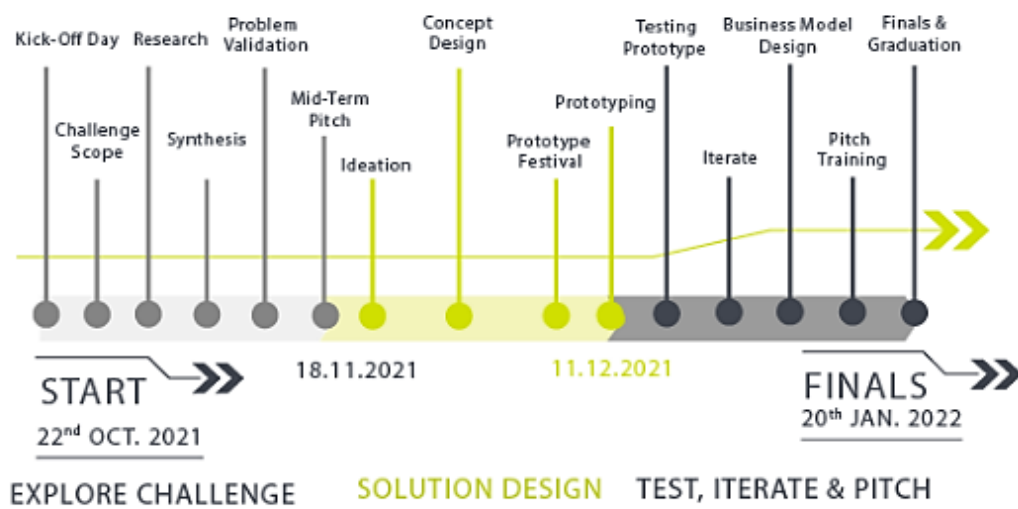 Kick-Off Day
Challenge
Scope
Research
Synthesis
Problem
Validation
Mid-Term
Pitch
Ideation
Concept
Design
Prototype
Festival
Prototyping
Testing
Prototype
Iterate
Business Model
Design
Pitch
Training
Finals &
Graduation
START
22nd OCT. 2021
18.11.2021
11.12.2021
FINALS
20th JAN. 2022
EXPLORE CHALLENGE
SOLUTION DESIGN
TEST, ITERATE & PITCH